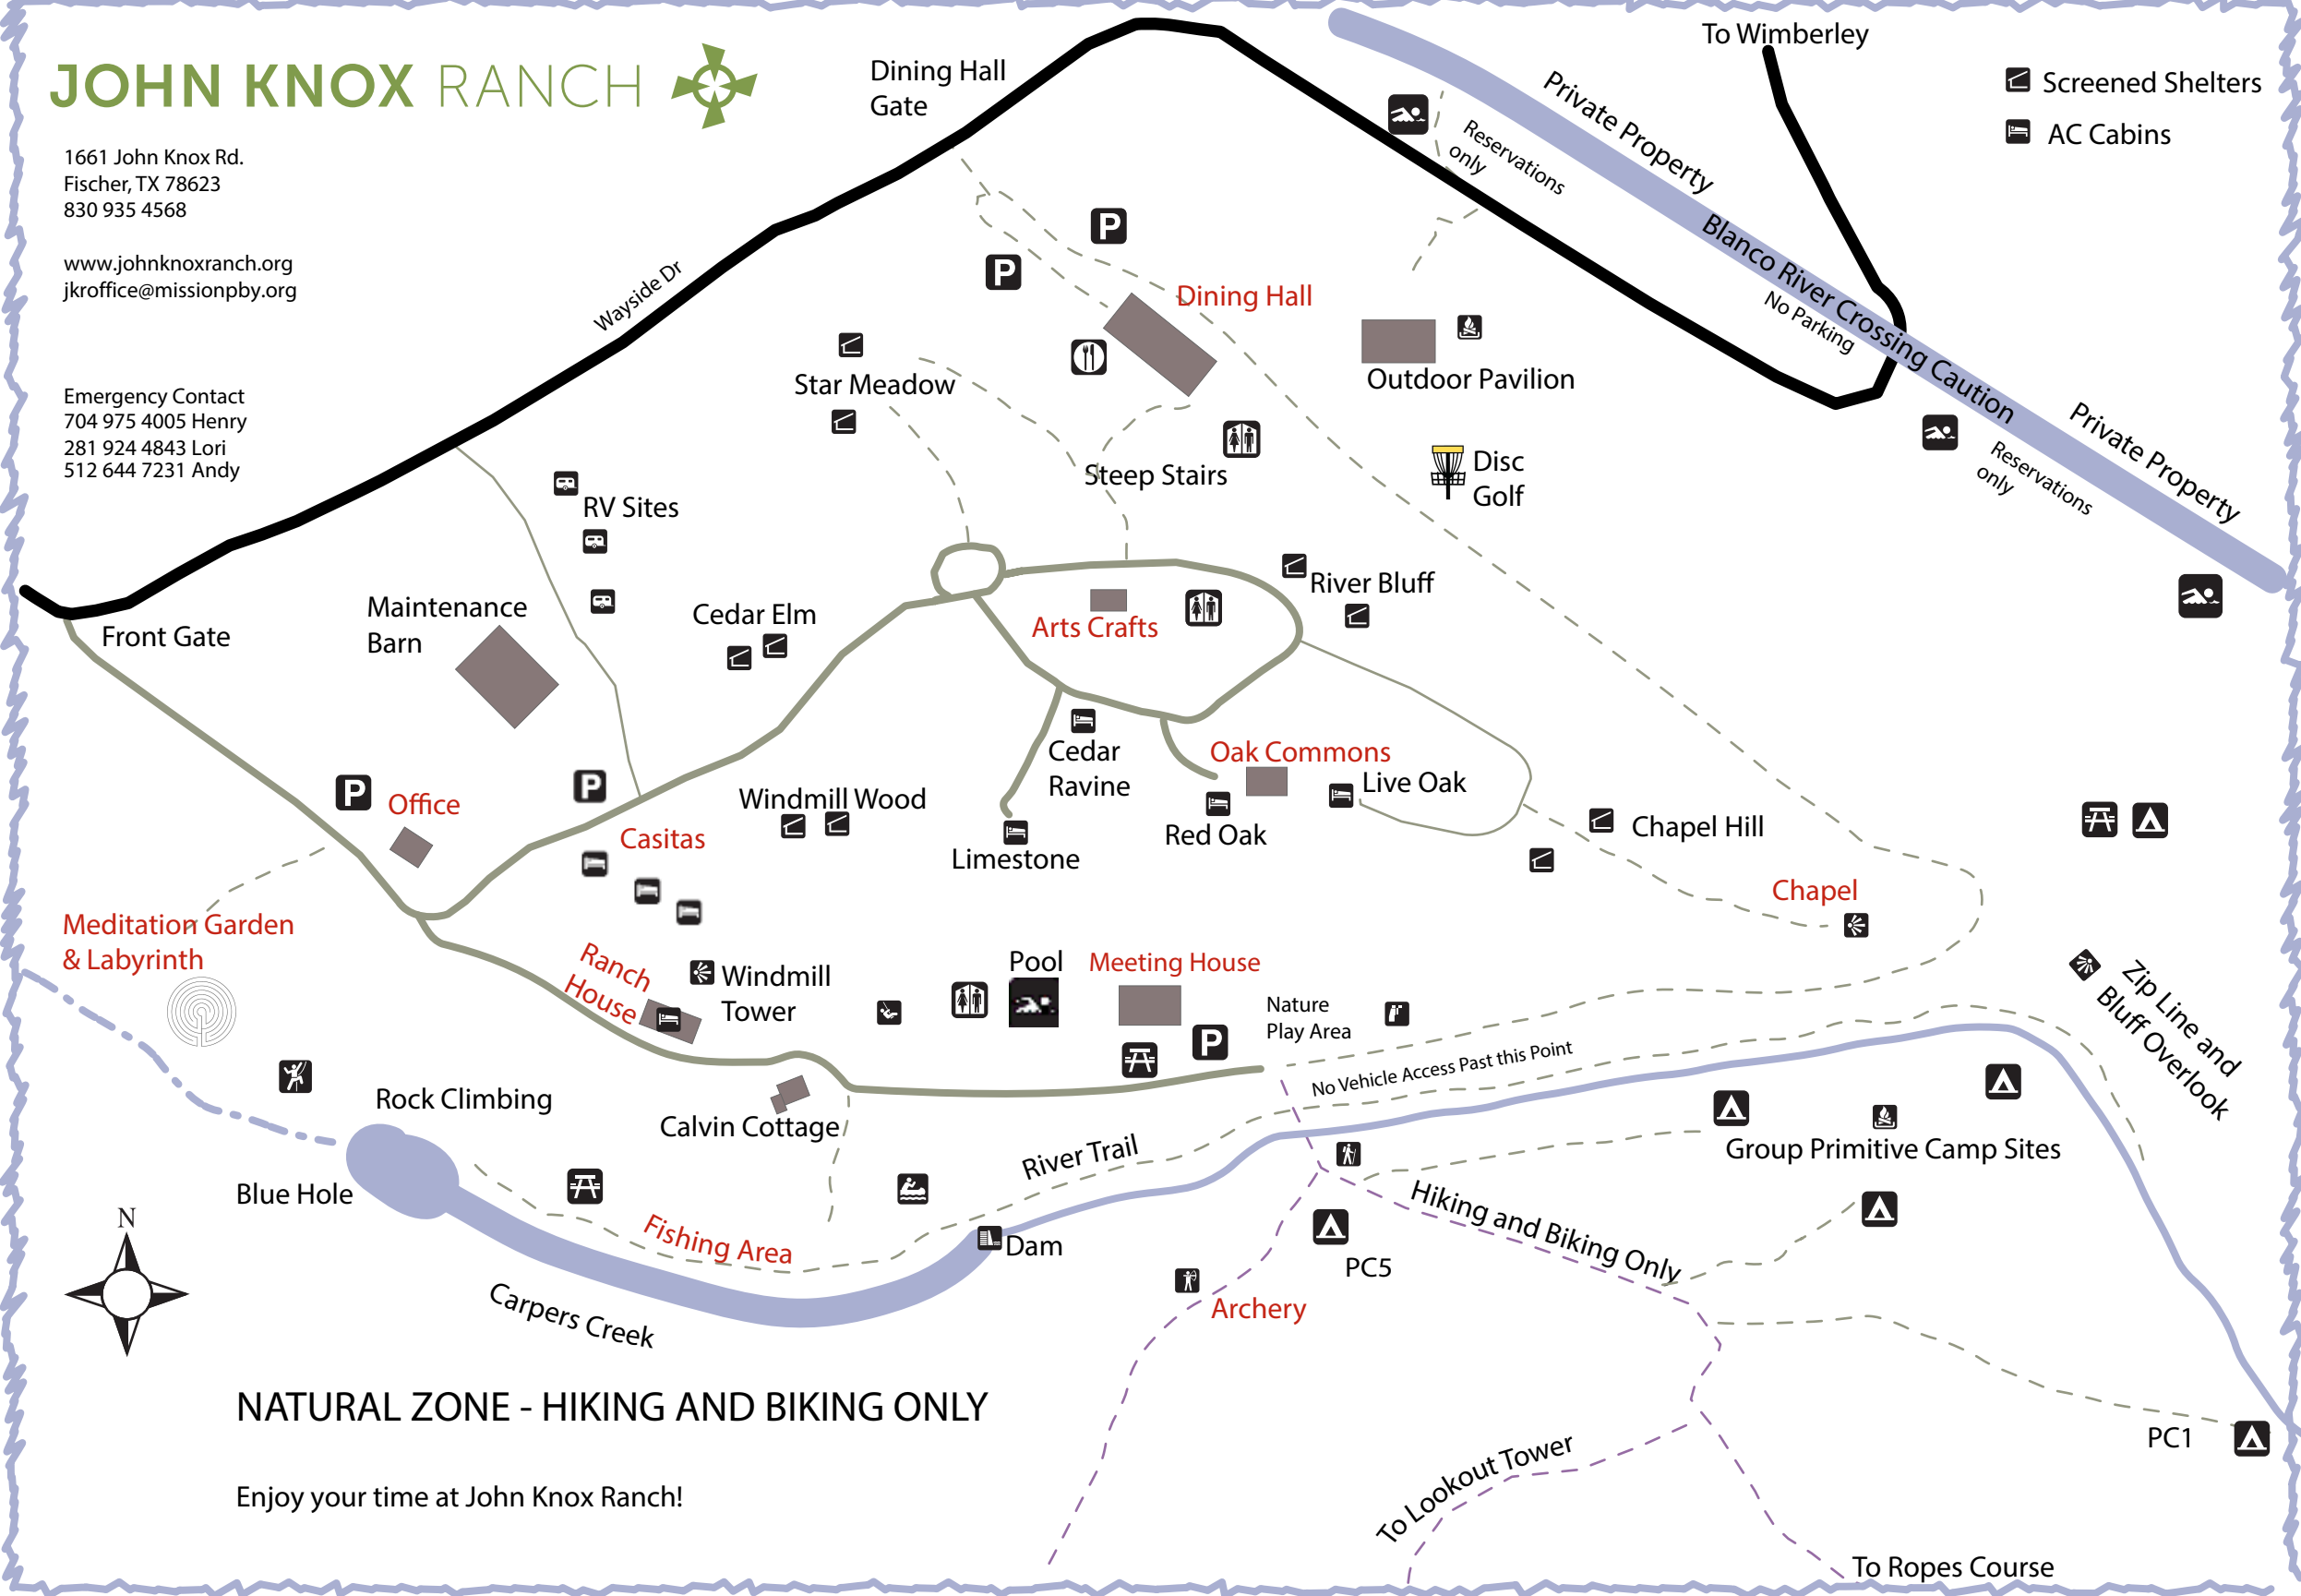 JOHN KNOX RANCH
1661 John Knox Rd.
Fischer, TX 78623
830 935 4568
www.johnknoxranch.org
jkroffice@missionpby.org
Emergency Contact
704 975 4005 Henry
281 924 4843 Lori
512 644 7231 Andy
Dining Hall
Gate
To Wimberley
Screened Shelters
AC Cabins
Private Property
Reservations
only
Blanco River Crossing Caution
No Parking
Private Property
Reservations
only
Wayside Dr
P
P
Dining Hall
Outdoor Pavilion
Star Meadow
Steep Stairs
Disc
Golf
RV Sites
Front Gate
Maintenance
Barn
Cedar Elm
Arts Crafts
River Bluff
P
Office
P
Casitas
Windmill Wood
Cedar
Ravine
Limestone
Oak Commons
Live Oak
Red Oak
Chapel Hill
Chapel
Meditation Garden
& Labyrinth
Ranch
House
Windmill
Tower
Pool
Meeting House
P
Nature
Play Area
No Vehicle Access Past this Point
Zip Line and
Bluff Overlook
Rock Climbing
Calvin Cottage
Blue Hole
River Trail
Group Primitive Camp Sites
Hiking and Biking Only
Fishing Area
Dam
PC5
Carpers Creek
Archery
N
NATURAL ZONE - HIKING AND BIKING ONLY
PC1
To Lookout Tower
Enjoy your time at John Knox Ranch!
To Ropes Course